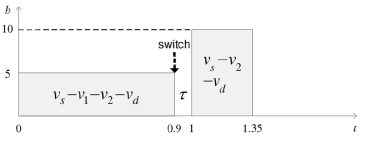 b
10
switch
5
v_s − v_2
− v_d
v_s − v_1 − v_2 − v_d
τ
0
0.9
1
1.35
t